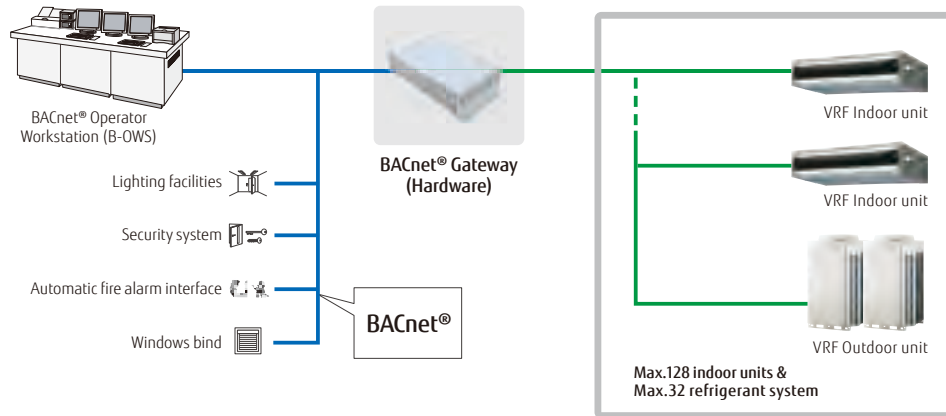 BACnet® Operator
Workstation (B-OWS)
BACnet® Gateway
(Hardware)
VRF Indoor unit
VRF Indoor unit
VRF Outdoor unit
Lighting facilities
Security system
Automatic fire alarm interface
Windows bind
BACnet®
Max.128 indoor units &
Max.32 refrigerant system